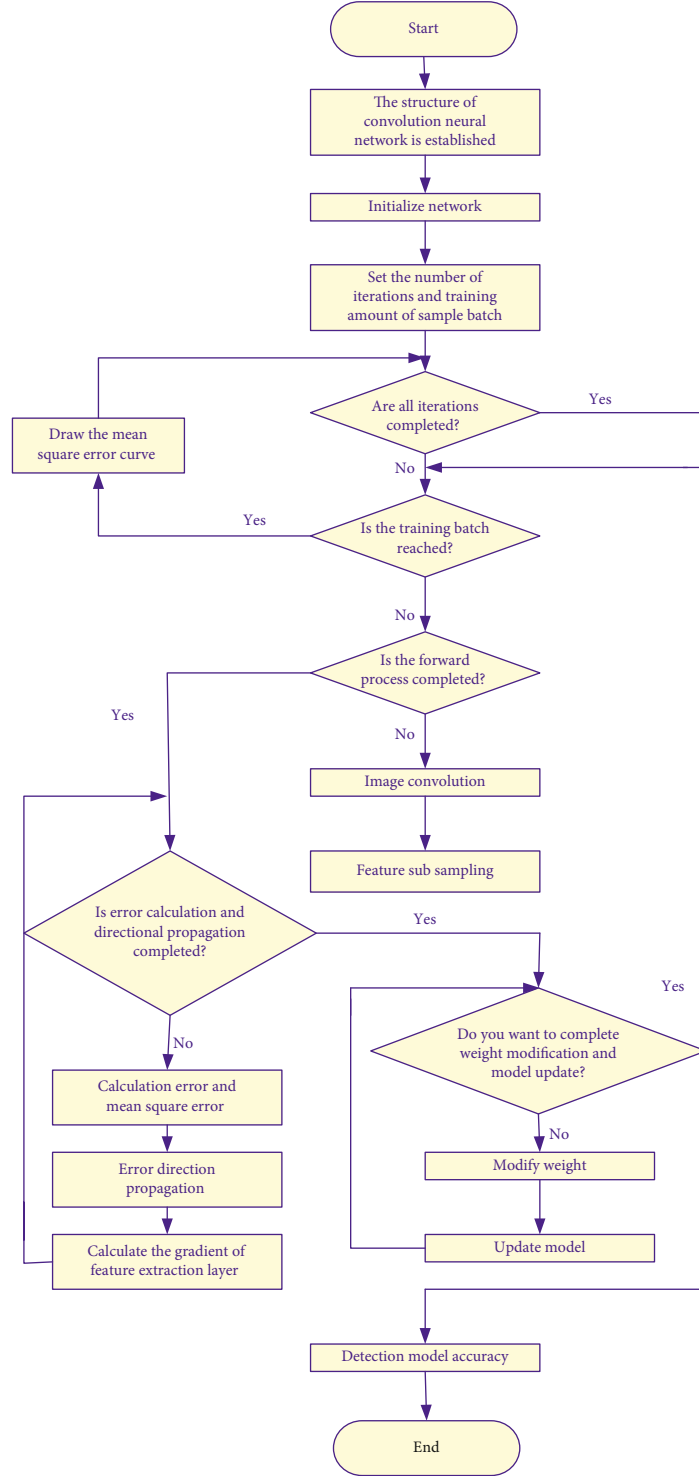 Start
The structure of
convolution neural
network is established
Initialize network
Set the number of
iterations and training
amount of sample batch
Are all iterations
completed?
Yes
Draw the mean
square error curve
No
Yes
Is the training batch
reached?
No
Is the forward
process completed?
Yes
No
Image convolution
Feature sub sampling
Is error calculation and
directional propagation
completed?
Yes
Yes
Do you want to complete
weight modification and
model update?
No
Calculation error and
mean square error
No
Modify weight
Error direction
propagation
Update model
Calculate the gradient of
feature extraction layer
Detection model accuracy
End